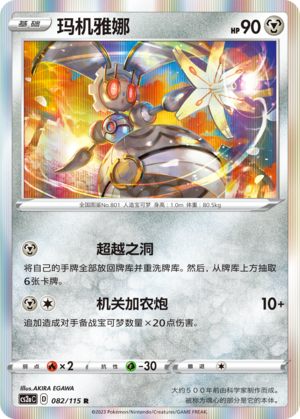 基础 玛机雅娜 HP 90
全国图鉴No.801 人造宝可梦 身高：1.0m 体重：80.5kg
超越之洞
将自己的手牌全部放回牌库并重洗牌库。然后，从牌库上方抽取
6张卡牌。
机关加农炮 10+
追加造成对手备战宝可梦数量×20点伤害。
弱点 ×2 抵抗力 -30 撤退
Illus.AKIRA EGAWA
cs2aC D 082/115 R
大约500年前由科学家制造。
被称为魂心的部分是它的本体。
©2023 Pokémon/Nintendo/Creatures/GAME FREAK.